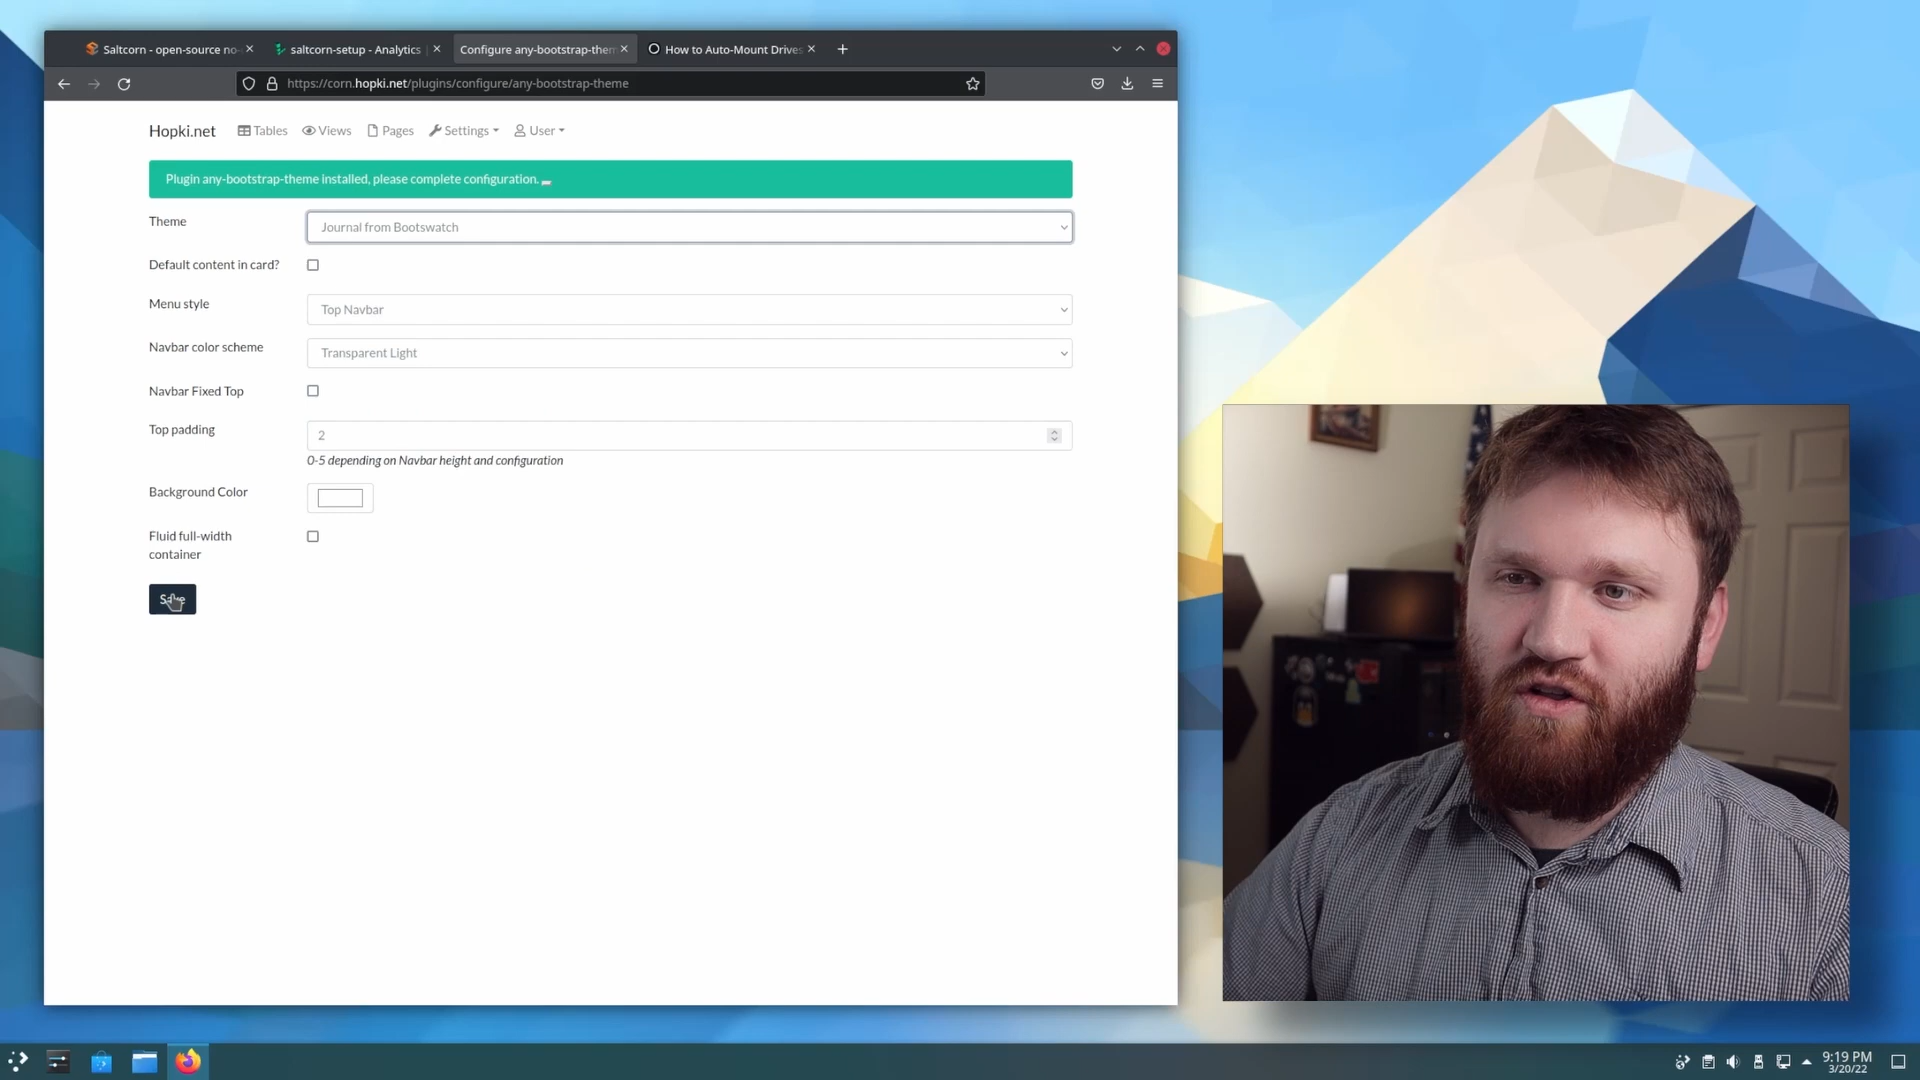 Saltcorn - open-source no-
saltcorn-setup - Analytics
Configure any-bootstrap-them
How to Auto-Mount Drives
https://corn.hopki.net/plugins/configure/any-bootstrap-theme
Hopki.net
Tables
Views
Pages
Settings
User
Plugin any-bootstrap-theme installed, please complete configuration.
Theme
Journal from Bootswatch
Default content in card?
Menu style
Top Navbar
Navbar color scheme
Transparent Light
Navbar Fixed Top
Top padding
2
0-5 depending on Navbar height and configuration
Background Color
Fluid full-width
container
Save
9:19 PM
3/20/22